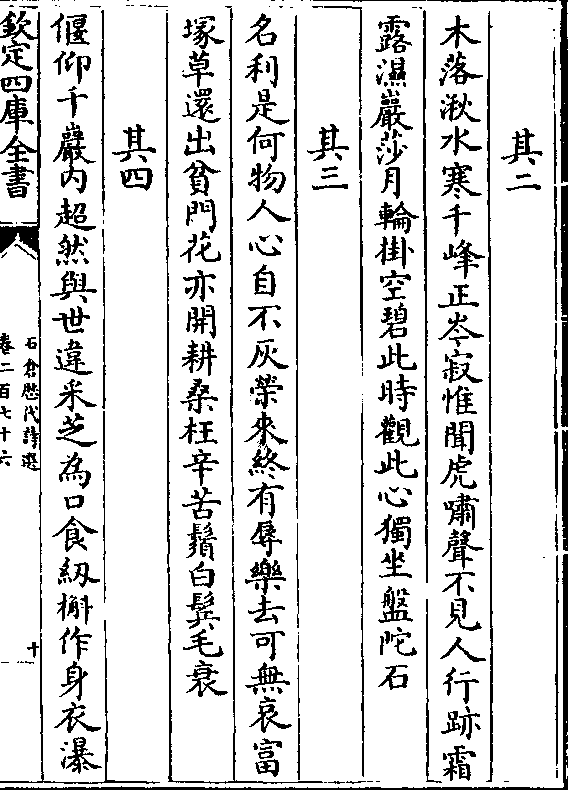 其二
木落湫水寒千峰正岑寂惟聞虎嘯聲不見人行跡霜
露濕巖莎月輪掛空碧此時觀此心獨坐盤陀石
其三
名利是何物人心自不灰榮來終有辱樂去可無哀富
塚草還出貧門花亦開耕桑枉辛苦鬚白鬂毛衰
其四
偃仰千巖内超然與世違采芝為口食紉槲作身衣瀑
欽定四庫全書
石倉歴代詩選
卷二百七十六
十